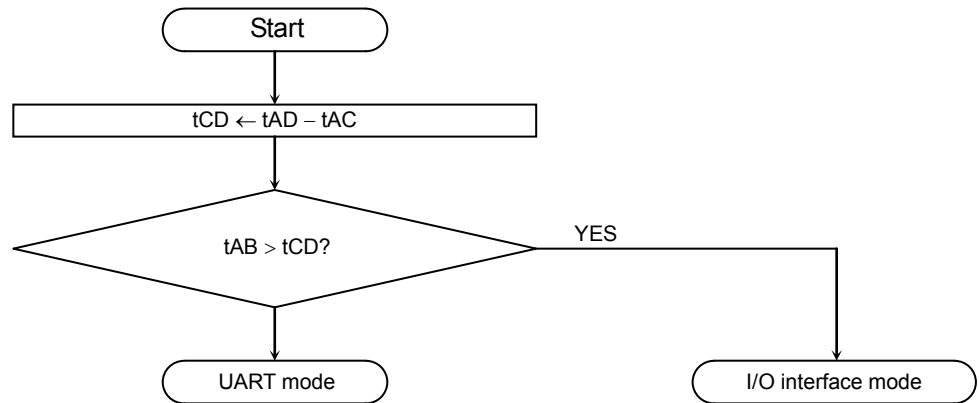 Start
tCD ← tAD − tAC
tAB > tCD?
YES
UART mode
I/O interface mode